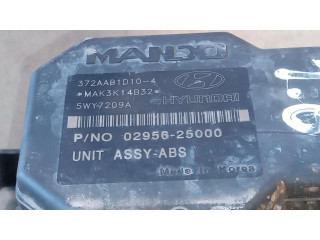 MANDO
372AAB1D10-4
*MAK3K14B32*
HYUNDAI
5WY7209A
P/NO 02956-25000
UNIT ASSY-ABS
Made in Korea